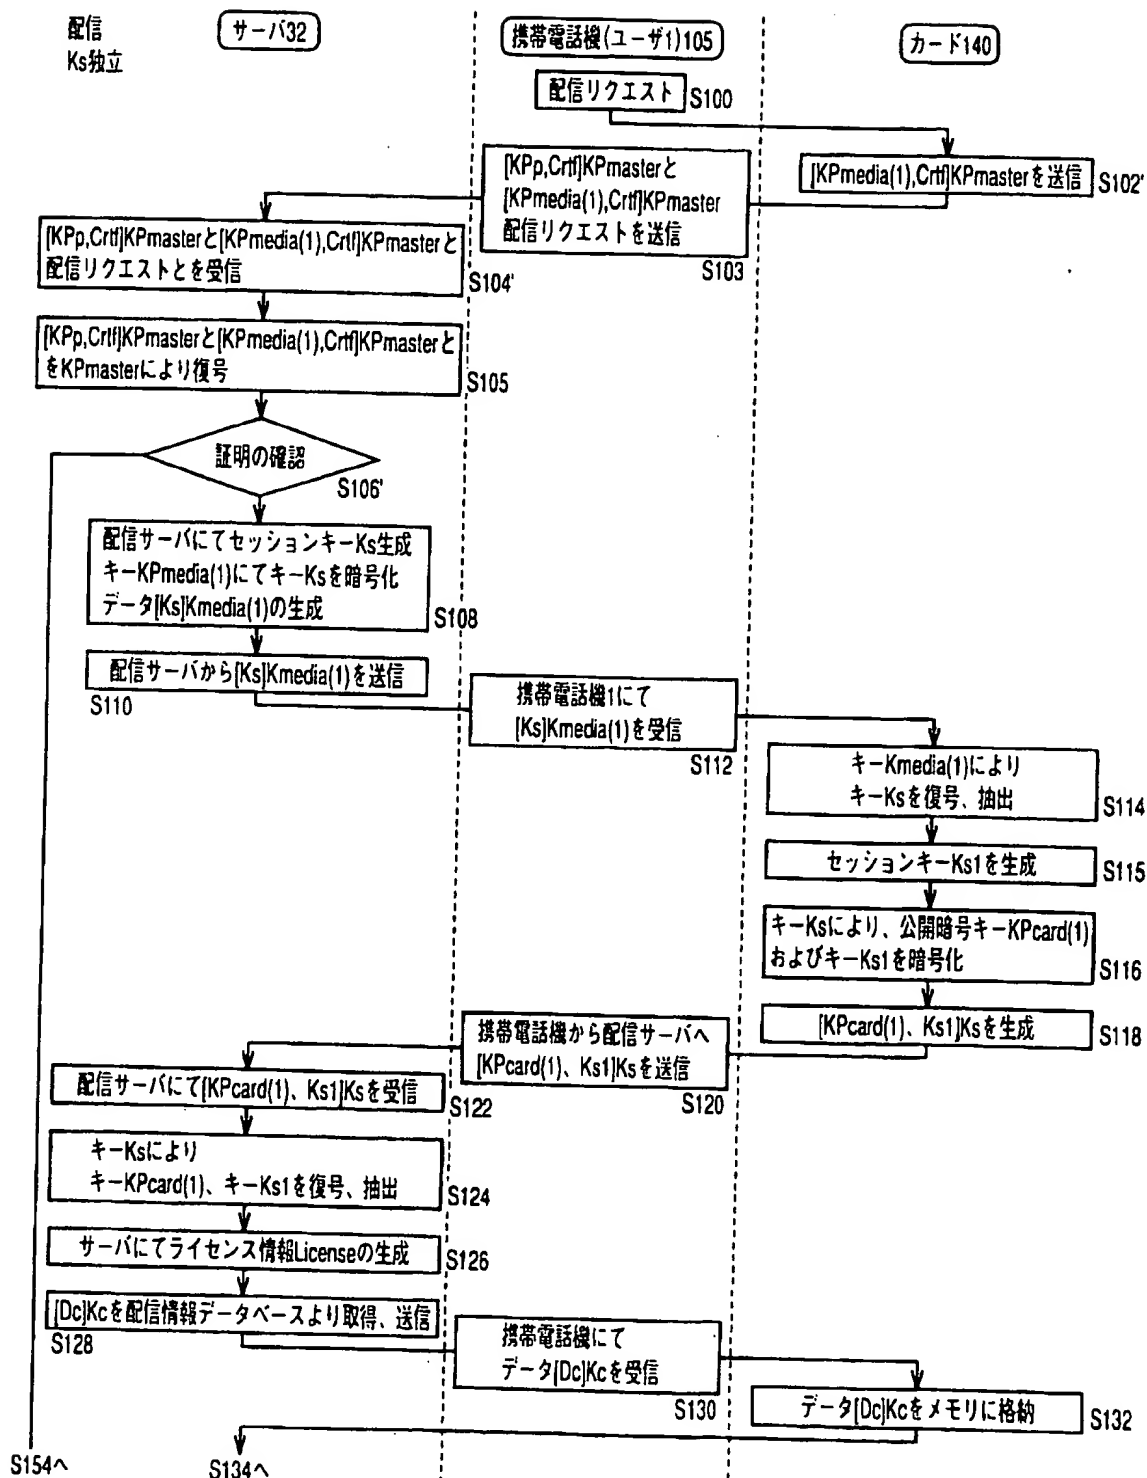 配信
Ks独立
サーバ32
携帯電話機(ユーザ1)105
カード140
配信リクエスト
S100
[KPmedia(1),Crtf]KPmasterを送信
S102'
[KPp,Crtf]KPmasterと
[KPmedia(1),Crtf]KPmaster
配信リクエストを送信
S103
[KPp,Crtf]KPmasterと[KPmedia(1),Crtf]KPmasterと
配信リクエストとを受信
S104'
[KPp,Crtf]KPmasterと[KPmedia(1),Crtf]KPmasterと
をKPmasterにより復号
S105
証明の確認
S106'
配信サーバにてセッションキーKs生成
キーKPmedia(1)にてキーKsを暗号化
データ[Ks]Kmedia(1)の生成
S108
配信サーバから[Ks]Kmedia(1)を送信
S110
携帯電話機1にて
[Ks]Kmedia(1)を受信
S112
キーKmedia(1)により
キーKsを復号、抽出
S114
セッションキーKs1を生成
S115
キーKsにより、公開暗号キーKPcard(1)
およびキーKs1を暗号化
S116
[KPcard(1)、Ks1]Ksを生成
S118
携帯電話機から配信サーバへ
[KPcard(1)、Ks1]Ksを送信
S120
配信サーバにて[KPcard(1)、Ks1]Ksを受信
S122
キーKsにより
キーKPcard(1)、キーKs1を復号、抽出
S124
サーバにてライセンス情報Licenseの生成
S126
[Dc]Kcを配信情報データベースより取得、送信
S128
携帯電話機にて
データ[Dc]Kcを受信
S130
データ[Dc]Kcをメモリに格納
S132
S154へ
S134へ